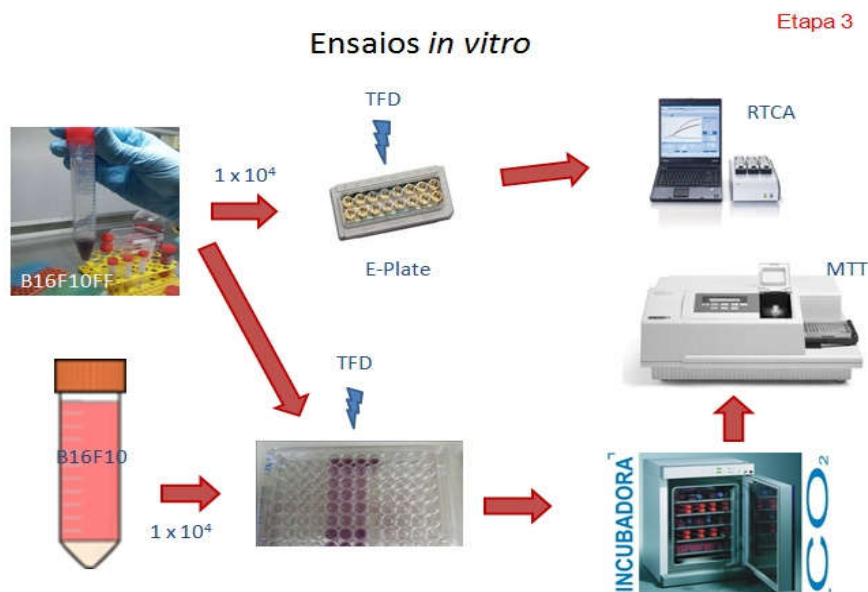 Etapa 3
Ensaios in vitro
TFD
RTCA
1 x 10⁴
B16F10FF
E-Plate
MTT
TFD
B16F10
1 x 10⁴
INCUBADORA
CO₂